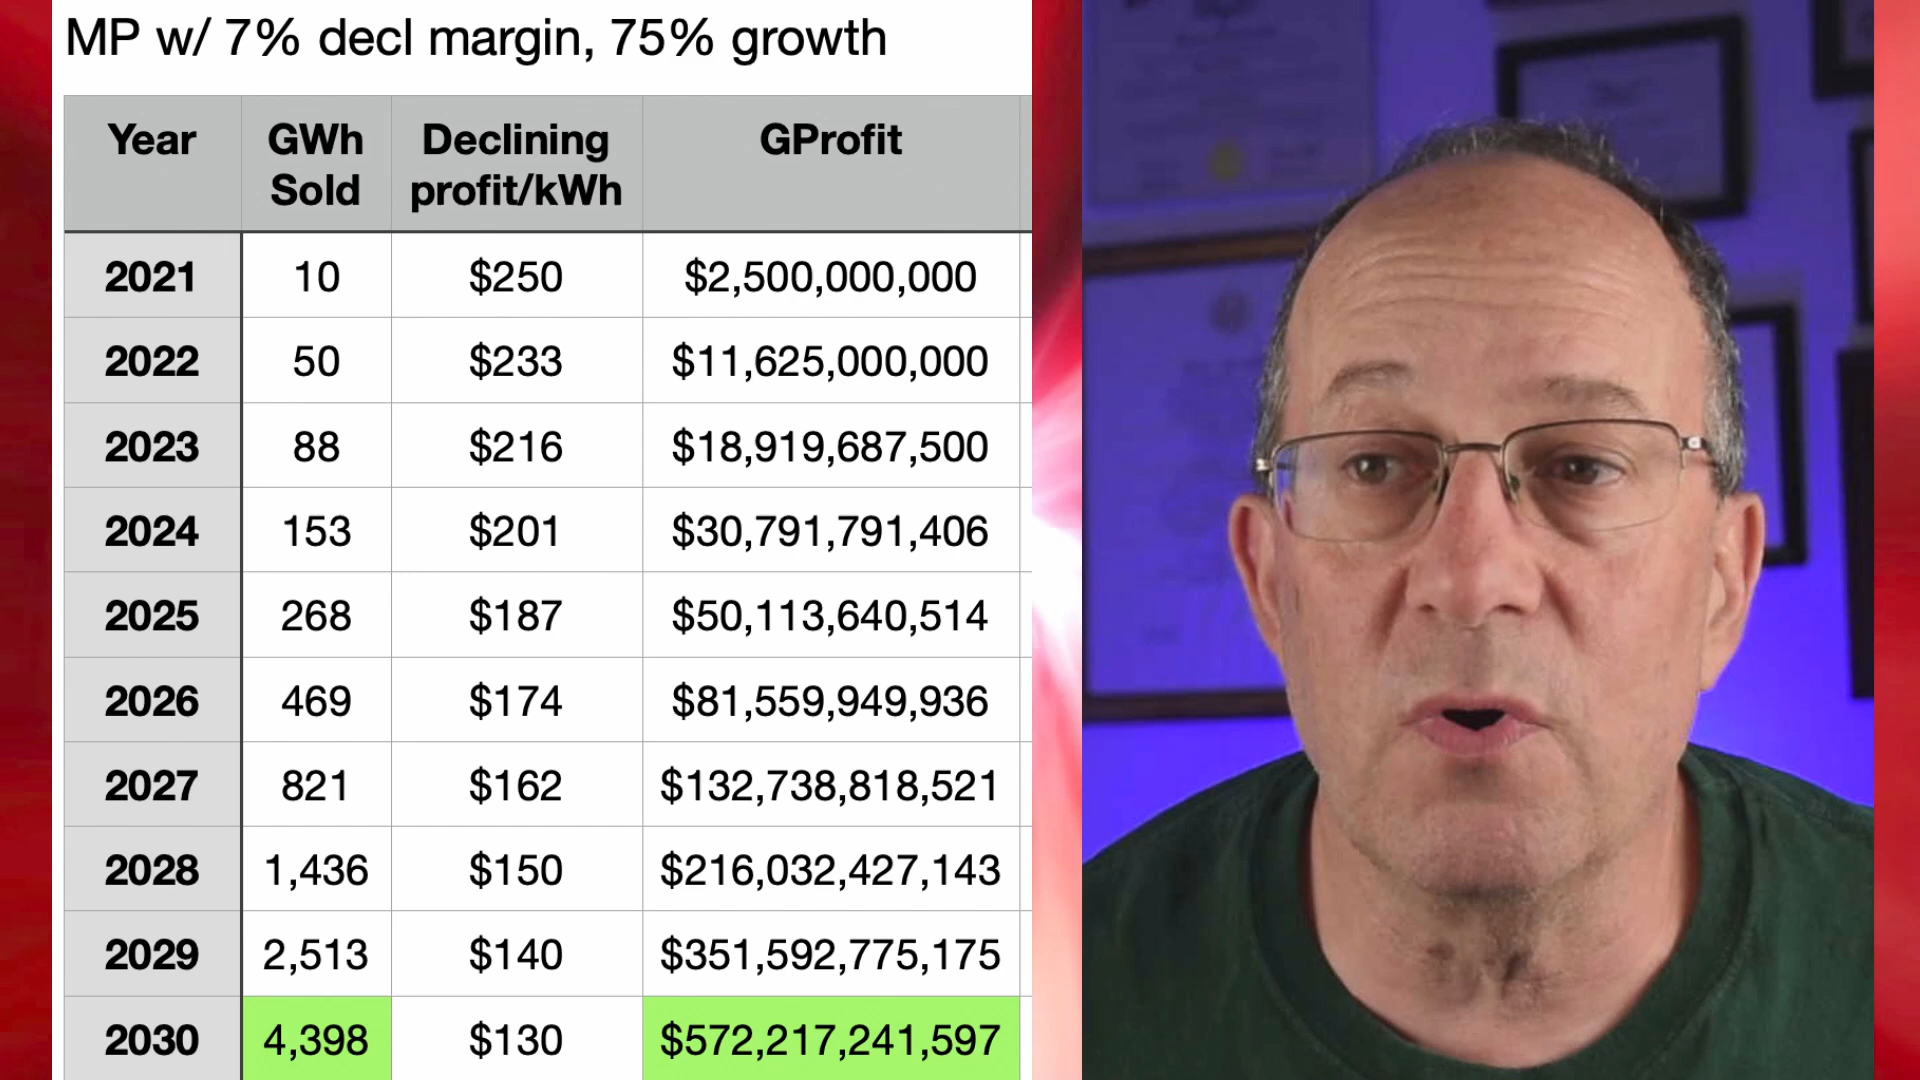 MP w/ 7% decl margin, 75% growth
Year GWh Sold Declining profit/kWh GProfit
2021 10 $250 $2,500,000,000
2022 50 $233 $11,625,000,000
2023 88 $216 $18,919,687,500
2024 153 $201 $30,791,791,406
2025 268 $187 $50,113,640,514
2026 469 $174 $81,559,949,936
2027 821 $162 $132,738,818,521
2028 1,436 $150 $216,032,427,143
2029 2,513 $140 $351,592,775,175
2030 4,398 $130 $572,217,241,597